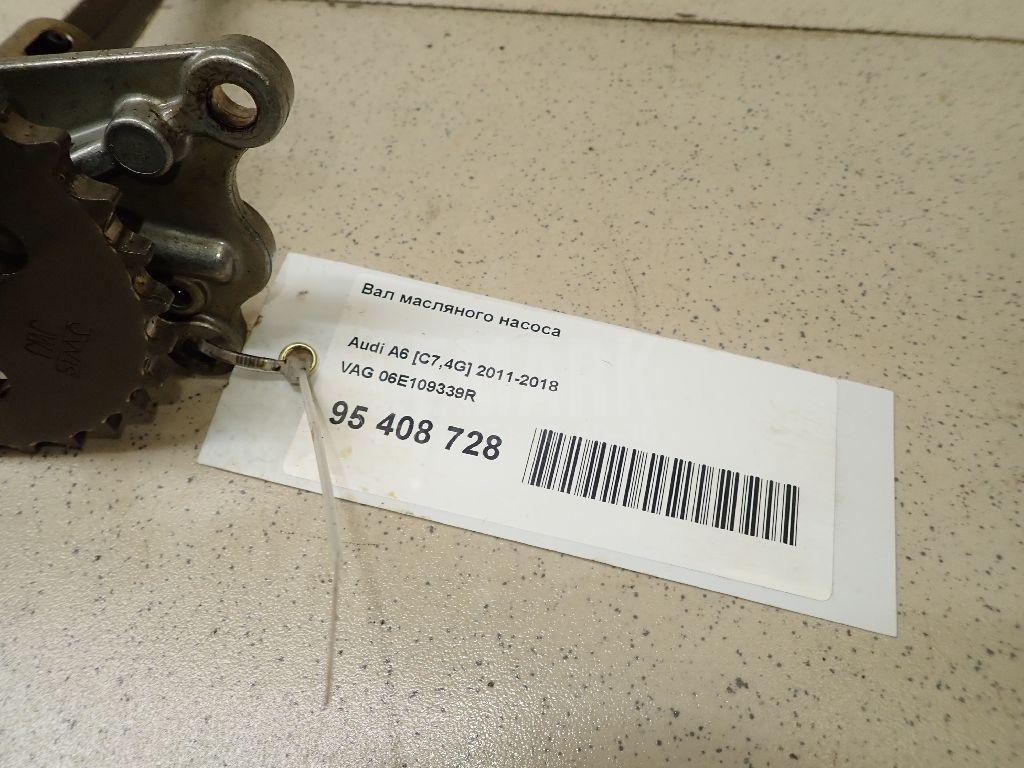 Вал масляного насоса
Audi A6 [C7,4G] 2011-2018
VAG 06E109339R
95 408 728